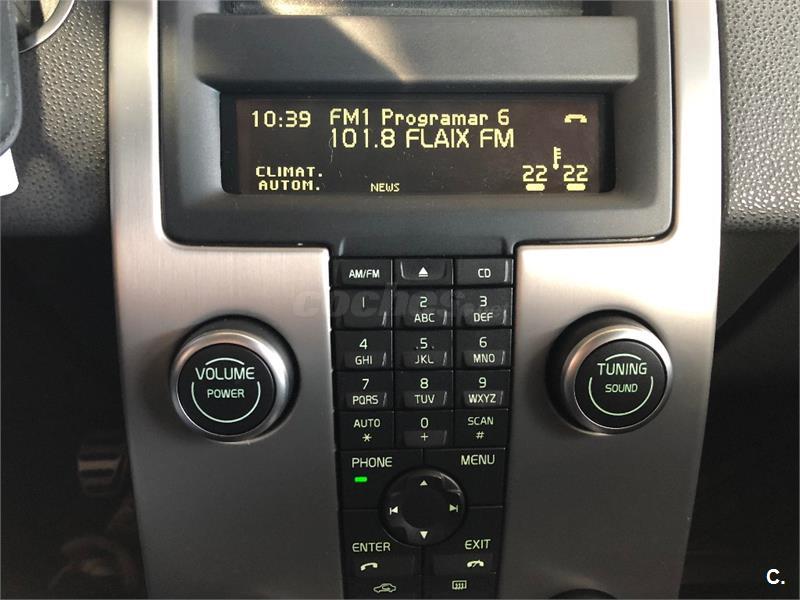 10:39 FM1 Programar 6
101.8 FLAIX FM
CLIMAT.
AUTOM.
NEWS
22 22
AM/FM CD
1 2 3
ABC DEF
4 5 6
GHI JKL MNO
7 8 9
PQRS TUV WXYZ
AUTO 0 SCAN
* + #
VOLUME
POWER
TUNING
SOUND
PHONE MENU
ENTER EXIT
coches
C.